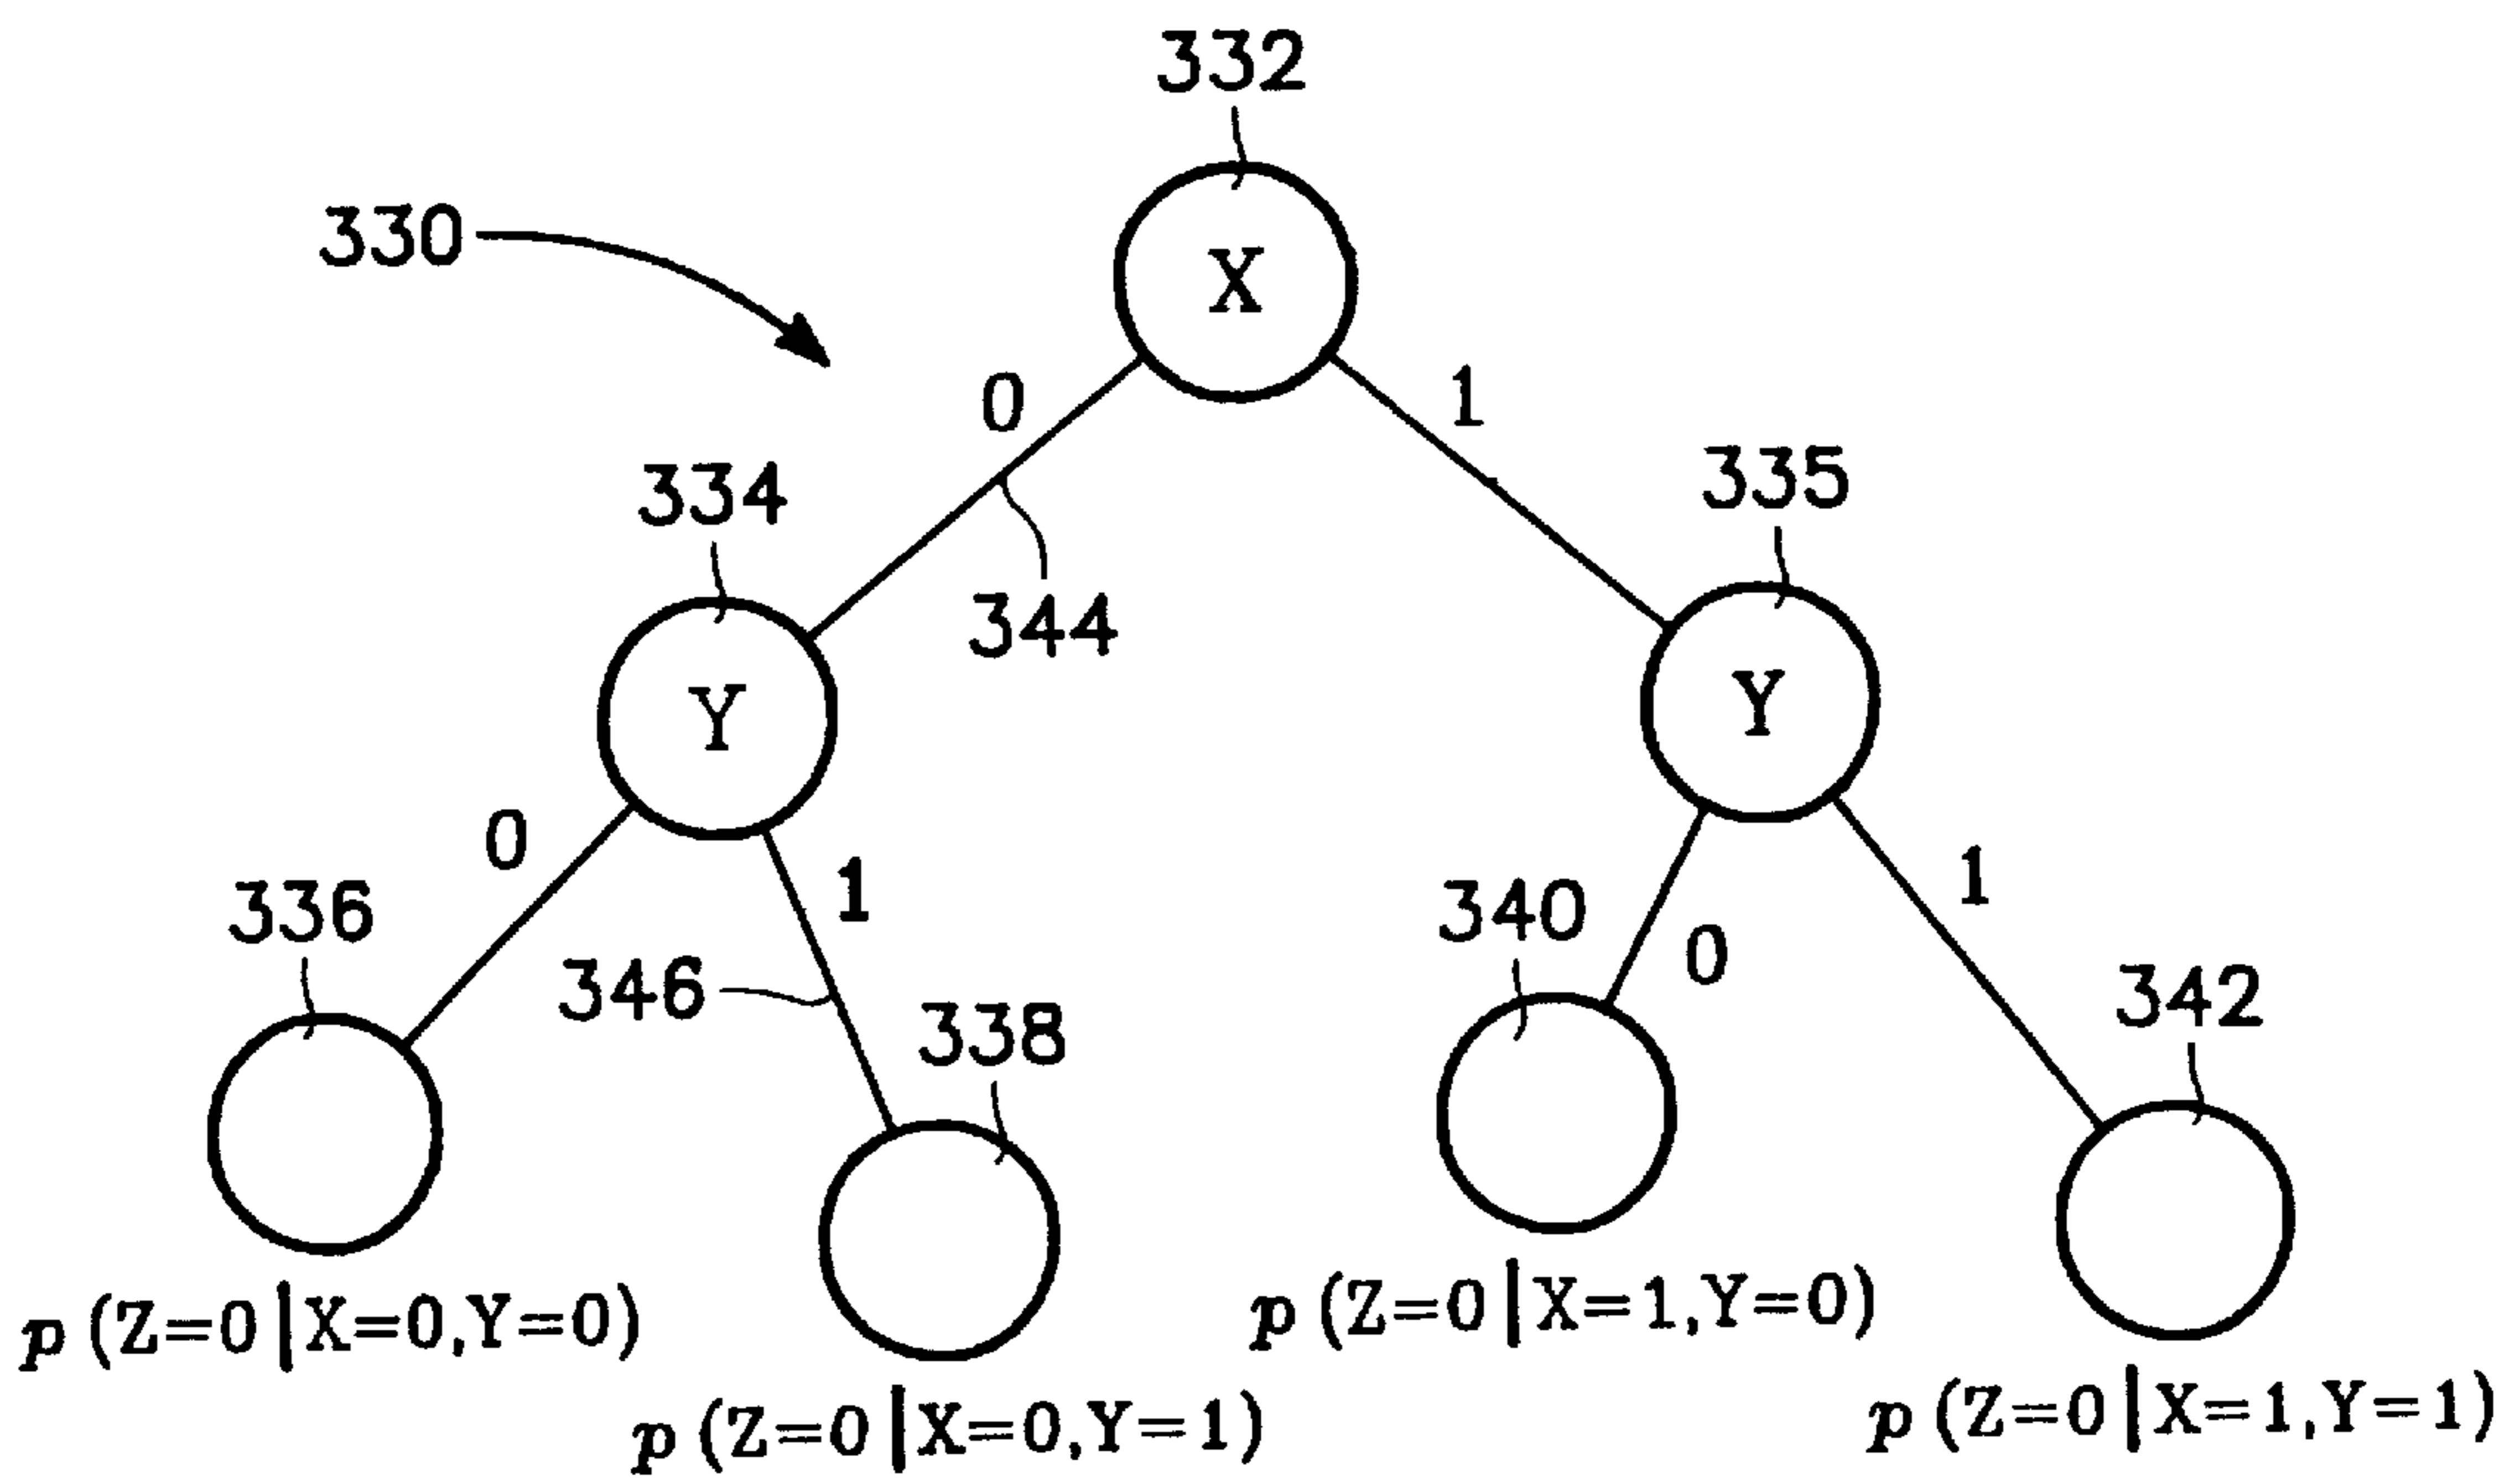 332
330
X
0
1
334
335
344
Y
Y
0
1
336
346
338
340
0
1
342
p(Z=0|X=0,Y=0)
p(Z=0|X=0,Y=1)
p(Z=0|X=1,Y=0)
p(Z=0|X=1,Y=1)